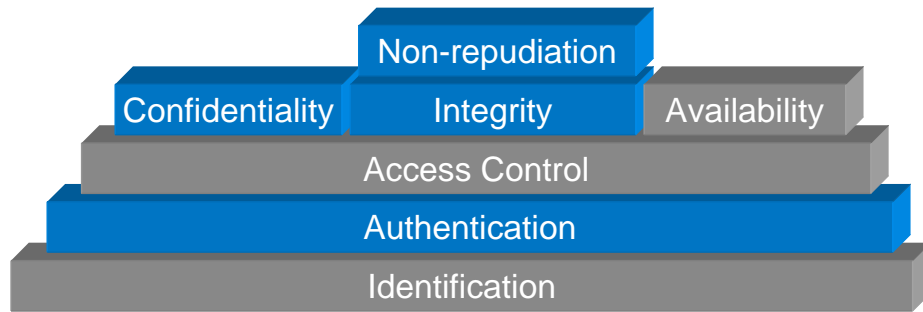 Non-repudiation
Confidentiality Integrity Availability
Access Control
Authentication
Identification